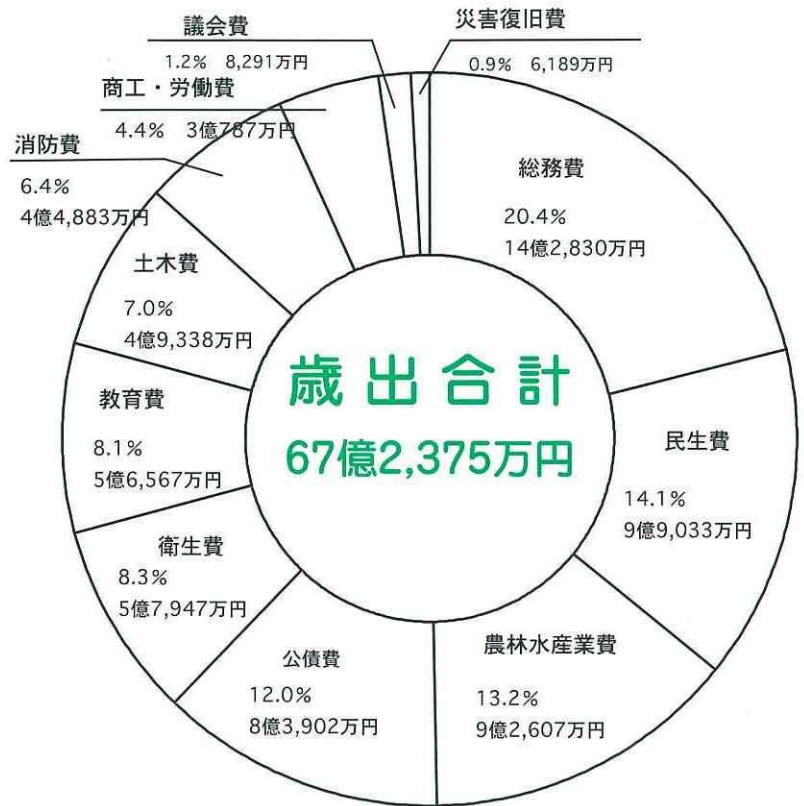 議会費
1.2% 8,291万円
災害復旧費
0.9% 6,189万円
商工・労働費
4.4% 3億787万円
消防費
6.4%
4億4,883万円
総務費
20.4%
14億2,830万円
土木費
7.0%
4億9,338万円
歳出合計
67億2,375万円
教育費
8.1%
5億6,567万円
民生費
14.1%
9億9,033万円
衛生費
8.3%
5億7,947万円
公債費
12.0%
8億3,902万円
農林水産業費
13.2%
9億2,607万円